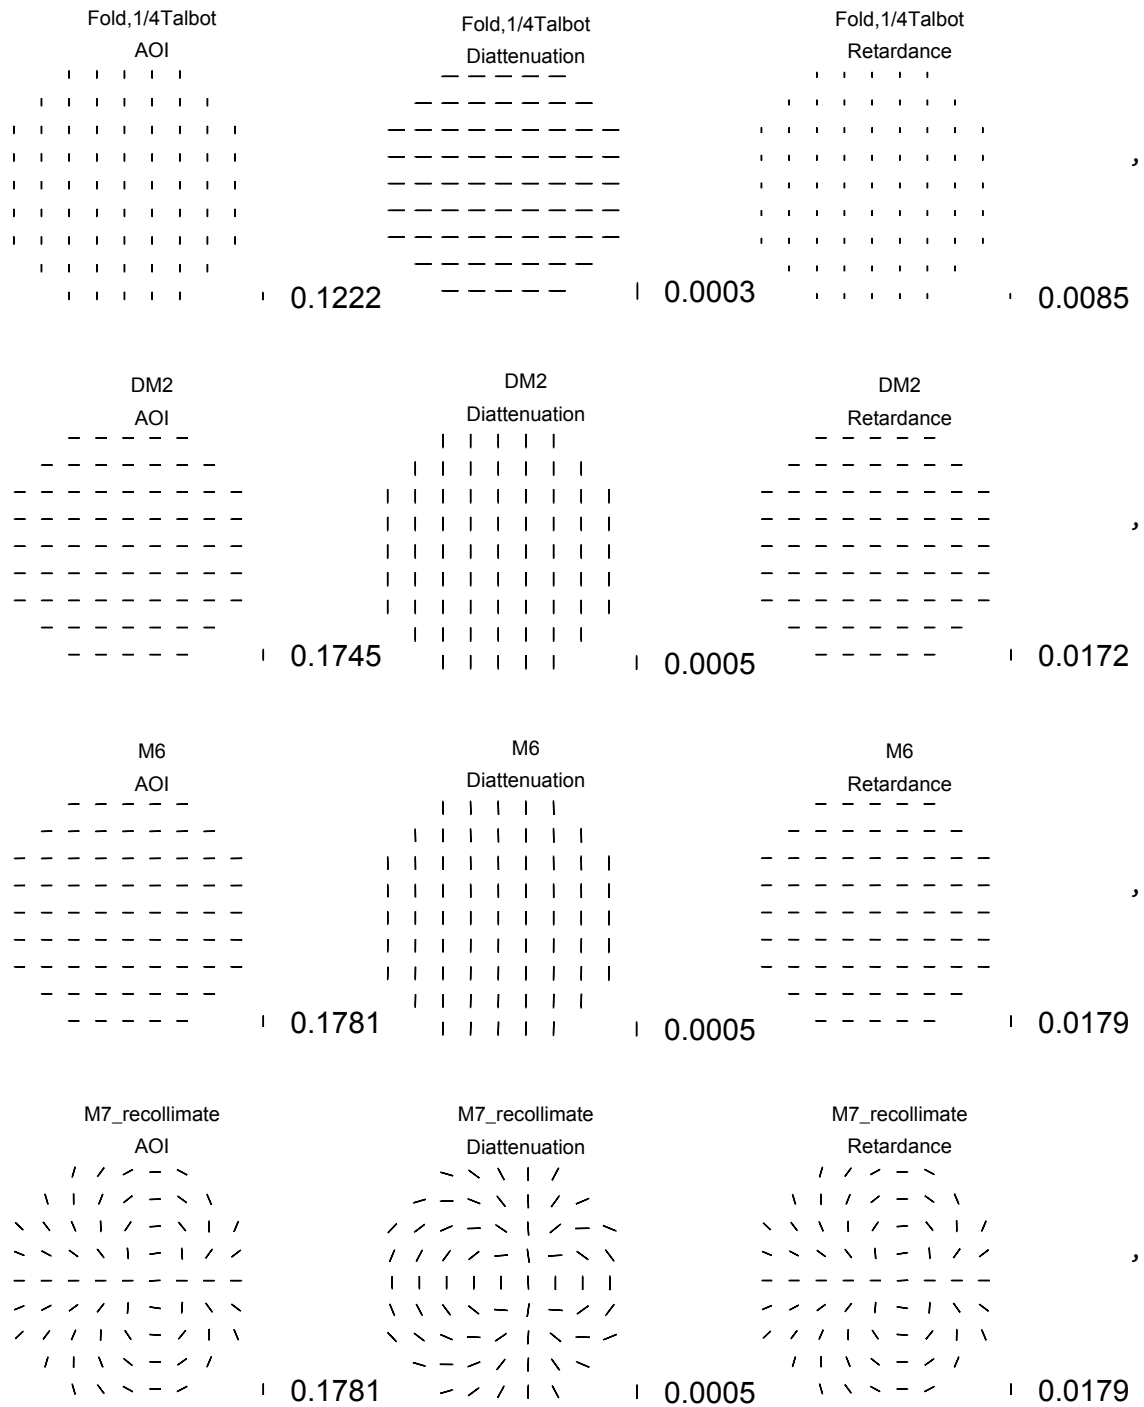 Fold,1/4Talbot
AOI
0.1222
Fold,1/4Talbot
Diattenuation
0.0003
Fold,1/4Talbot
Retardance
0.0085
,
DM2
AOI
0.1745
DM2
Diattenuation
0.0005
DM2
Retardance
0.0172
,
M6
AOI
0.1781
M6
Diattenuation
0.0005
M6
Retardance
0.0179
,
M7_recollimate
AOI
0.1781
M7_recollimate
Diattenuation
0.0005
M7_recollimate
Retardance
0.0179
,